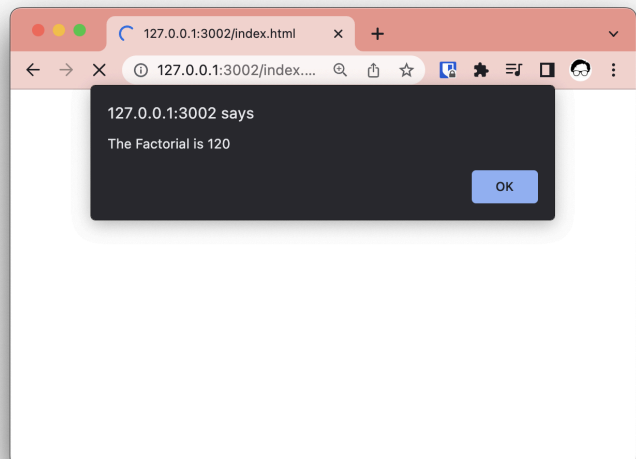 127.0.0.1:3002/index.html
127.0.0.1:3002/index....
127.0.0.1:3002 says
The Factorial is 120
OK